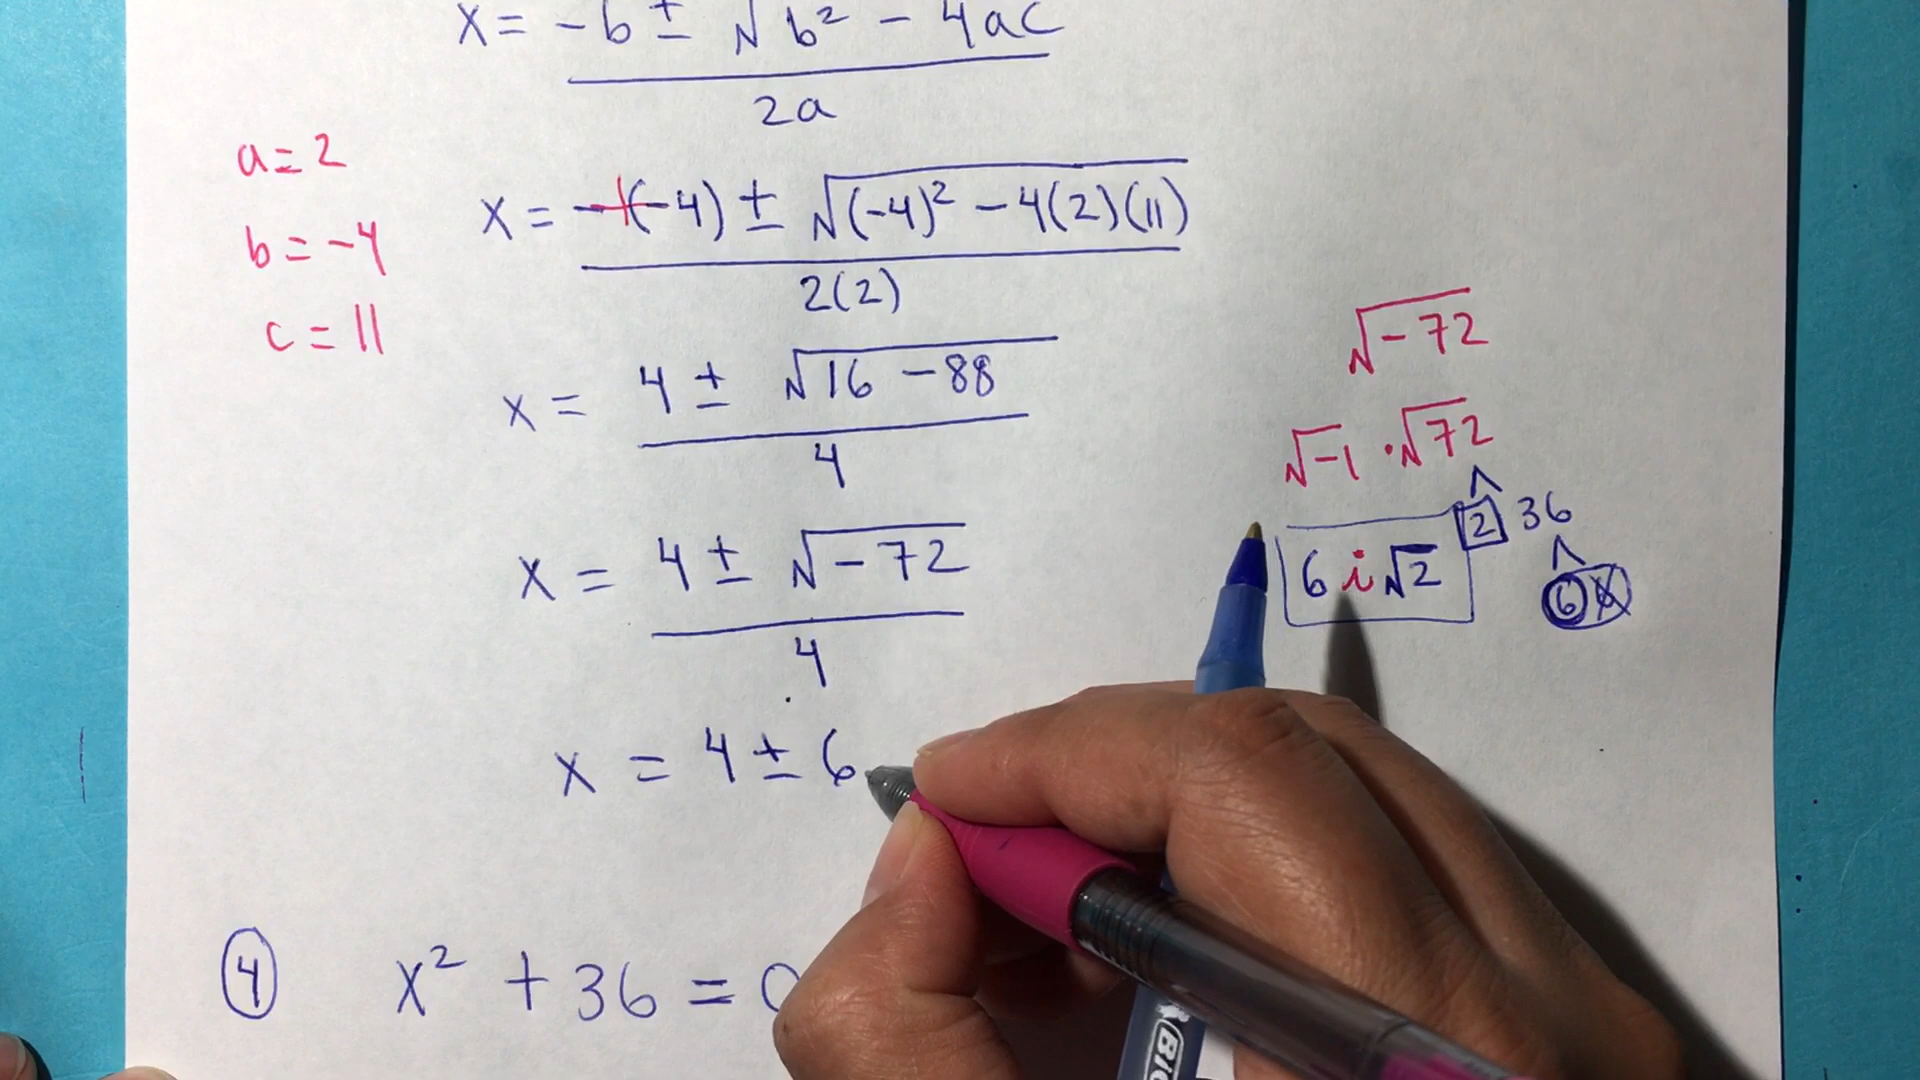 x = -b ± √b² - 4ac
2a
a = 2
b = -4
c = 11
x = -1(-4) ± √(-4)² - 4(2)(11)
2(2)
x = 4 ± √16 - 88
4
x = 4 ± √-72
4
x = 4 ± 6
√-72
√-1 · √72
2 36
6i√2
6 6
④ x² + 36 = 0
BIC